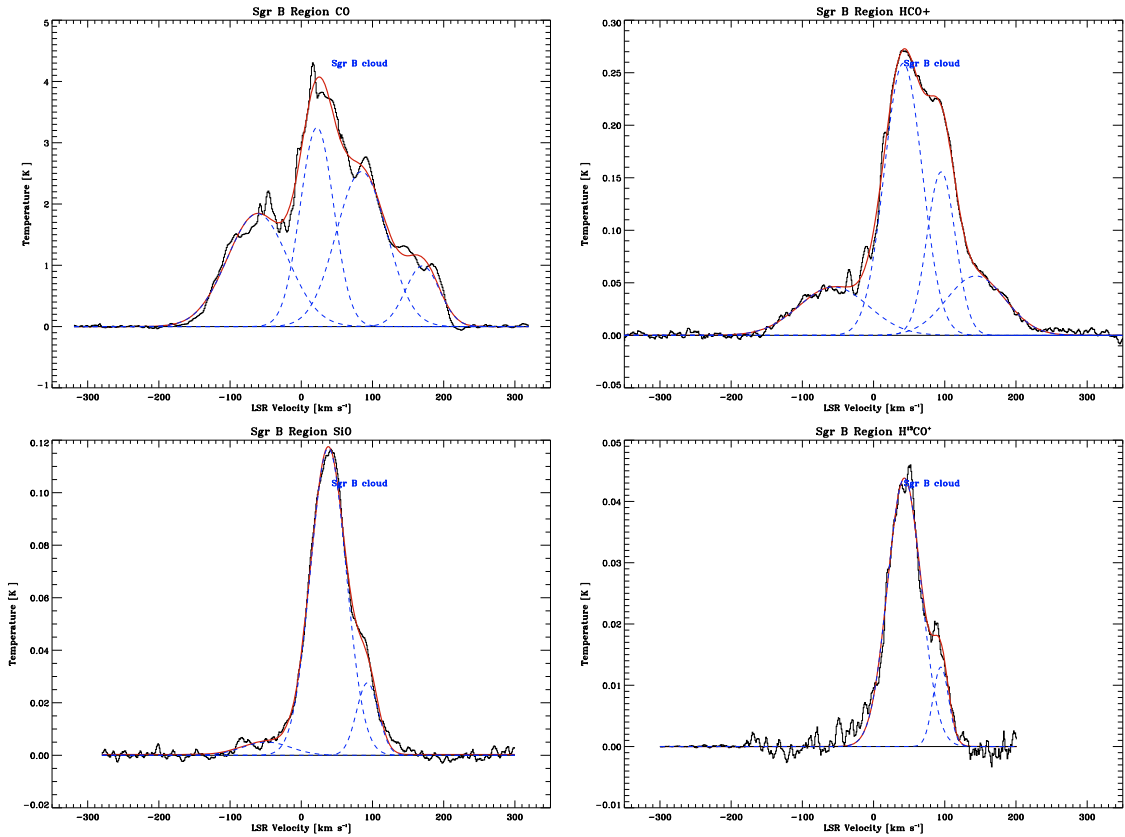 Sgr B Region CO
5
4
3
2
1
0
-1
Temperature [K ]
Sgr B cloud
-300 -200 -100 0 100 200 300
LSR Velocity [km s⁻¹]
Sgr B Region HCO+
0.30
0.25
0.20
0.15
0.10
0.05
0.00
-0.05
Temperature [K ]
Sgr B cloud
-300 -200 -100 0 100 200 300
LSR Velocity [km s⁻¹]
Sgr B Region SiO
0.12
0.10
0.08
0.06
0.04
0.02
0.00
-0.02
Temperature [K ]
Sgr B cloud
-300 -200 -100 0 100 200 300
LSR Velocity [km s⁻¹]
Sgr B Region H¹³CO⁺
0.05
0.04
0.03
0.02
0.01
0.00
-0.01
Temperature [K ]
Sgr B cloud
-300 -200 -100 0 100 200 300
LSR Velocity [km s⁻¹]